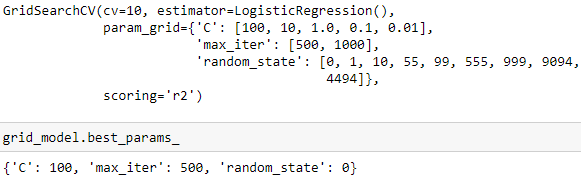 GridSearchCV(cv=10, estimator=LogisticRegression(),
param_grid={'C': [100, 10, 1.0, 0.1, 0.01],
'max_iter': [500, 1000],
'random_state': [0, 1, 10, 55, 99, 555, 999, 9094,
4494]},
scoring='r2')
grid_model.best_params_
{'C': 100, 'max_iter': 500, 'random_state': 0}